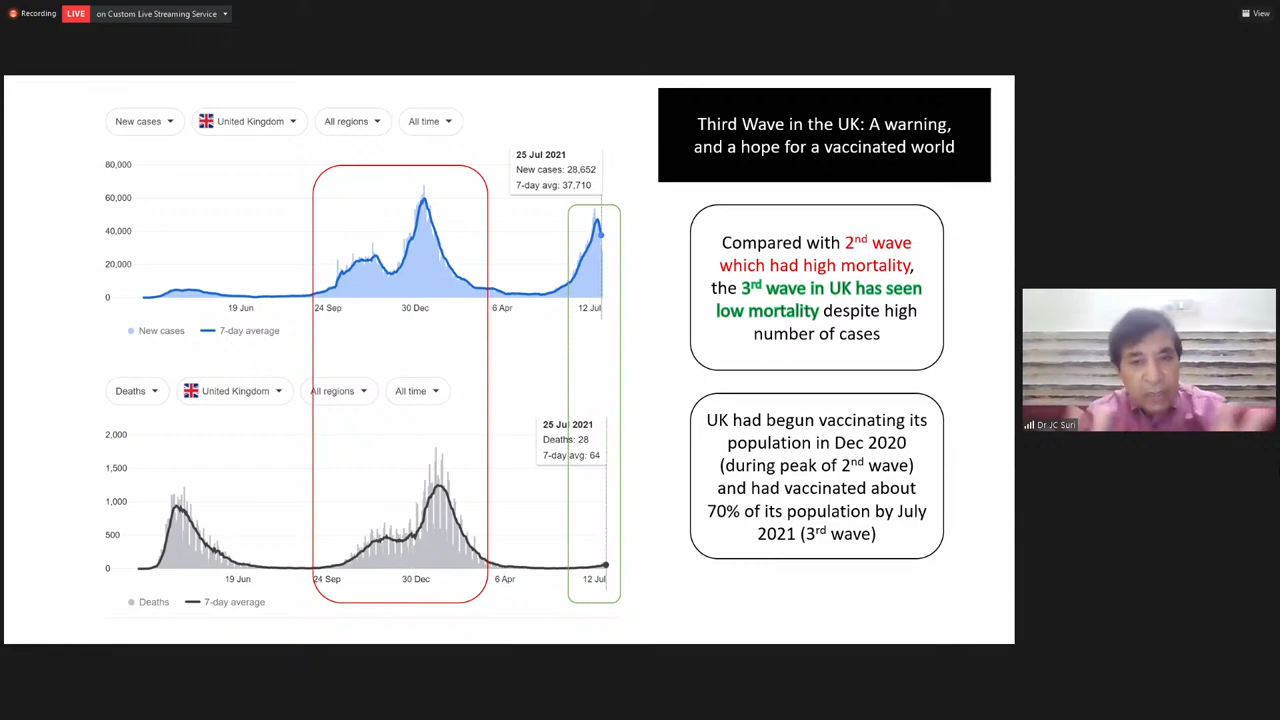 Recording
LIVE
on Custom Live Streaming Service
View
New cases
United Kingdom
All regions
All time
25 Jul 2021
New cases: 28,652
7-day avg: 37,710
80,000
60,000
40,000
20,000
0
19 Jun
24 Sep
30 Dec
6 Apr
12 Jul
New cases
7-day average
Deaths
United Kingdom
All regions
All time
25 Jul 2021
Deaths: 28
7-day avg: 64
2,000
1,500
1,000
500
0
19 Jun
24 Sep
30 Dec
6 Apr
12 Jul
Deaths
7-day average
Third Wave in the UK: A warning,
and a hope for a vaccinated world
Compared with 2nd wave
which had high mortality,
the 3rd wave in UK has seen
low mortality despite high
number of cases
UK had begun vaccinating its
population in Dec 2020
(during peak of 2nd wave)
and had vaccinated about
70% of its population by July
2021 (3rd wave)
Dr.JC Suri